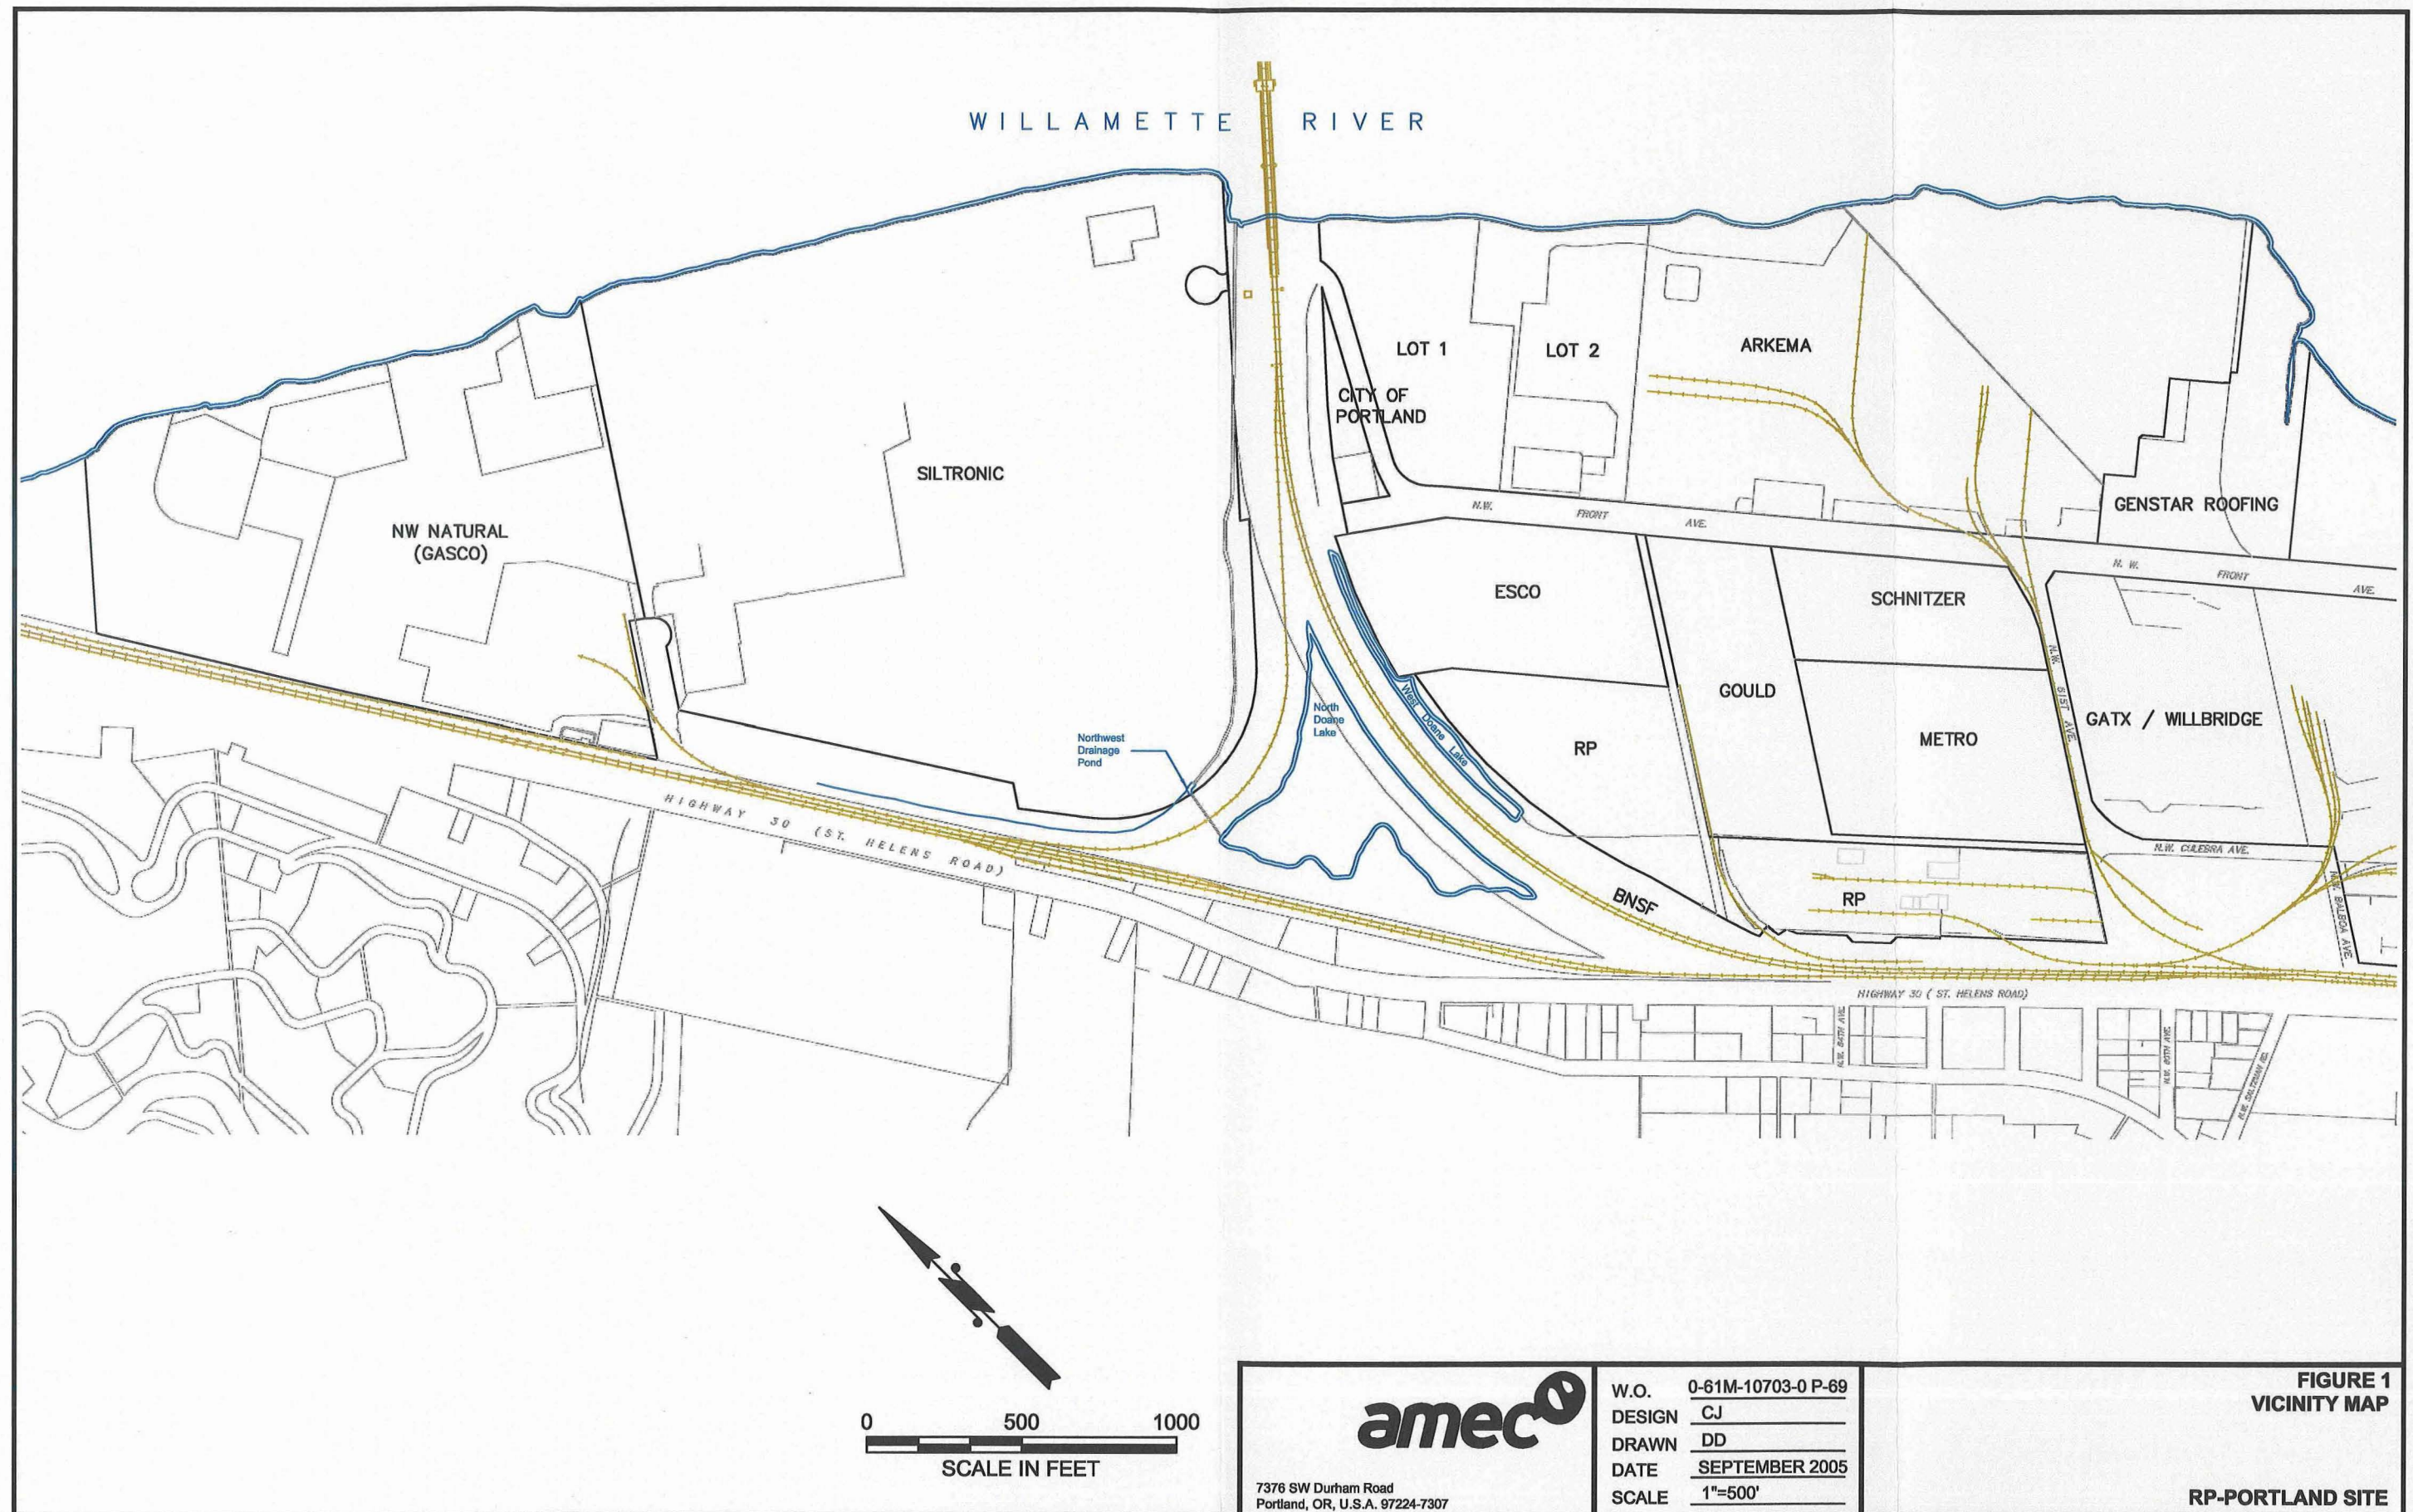 WILLAMETTE RIVER
LOT 1
LOT 2
ARKEMA
CITY OF
PORTLAND
SILTRONIC
NW NATURAL
(GASCO)
GENSTAR ROOFING
N.W. FRONT AVE.
N. W. FRONT AVE.
ESCO
SCHNITZER
GOULD
RP
METRO
GATX / WILLBRIDGE
N.W. 51ST AVE.
West Doane Lake
North
Doane
Lake
Northwest
Drainage
Pond
HIGHWAY 30 (ST. HELENS ROAD)
N.W. CULEBRA AVE.
N.W. BALBOA AVE.
BNSF
RP
HIGHWAY 30 ( ST. HELENS ROAD)
N.W. SALTZMAN RD.
0 500 1000
SCALE IN FEET
amec
7376 SW Durham Road
Portland, OR, U.S.A. 97224-7307
W.O. 0-61M-10703-0 P-69
DESIGN CJ
DRAWN DD
DATE SEPTEMBER 2005
SCALE 1"=500'
FIGURE 1
VICINITY MAP
RP-PORTLAND SITE